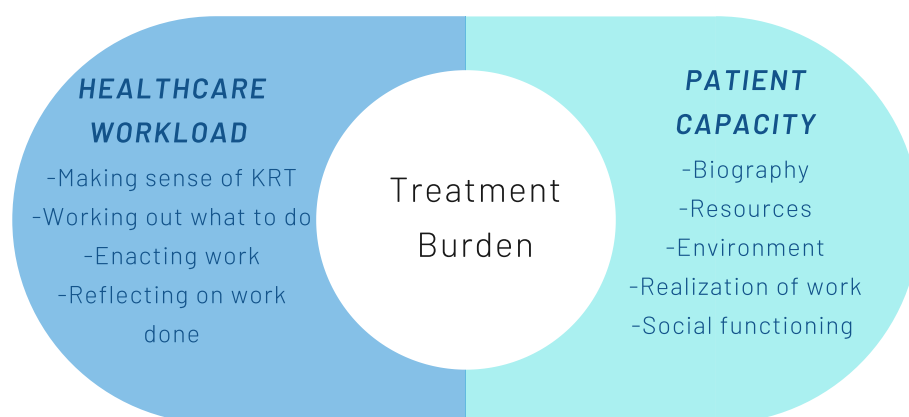 HEALTHCARE
WORKLOAD
-Making sense of KRT
-Working out what to do
-Enacting work
-Reflecting on work
done
Treatment
Burden
PATIENT
CAPACITY
-Biography
-Resources
-Environment
-Realization of work
-Social functioning